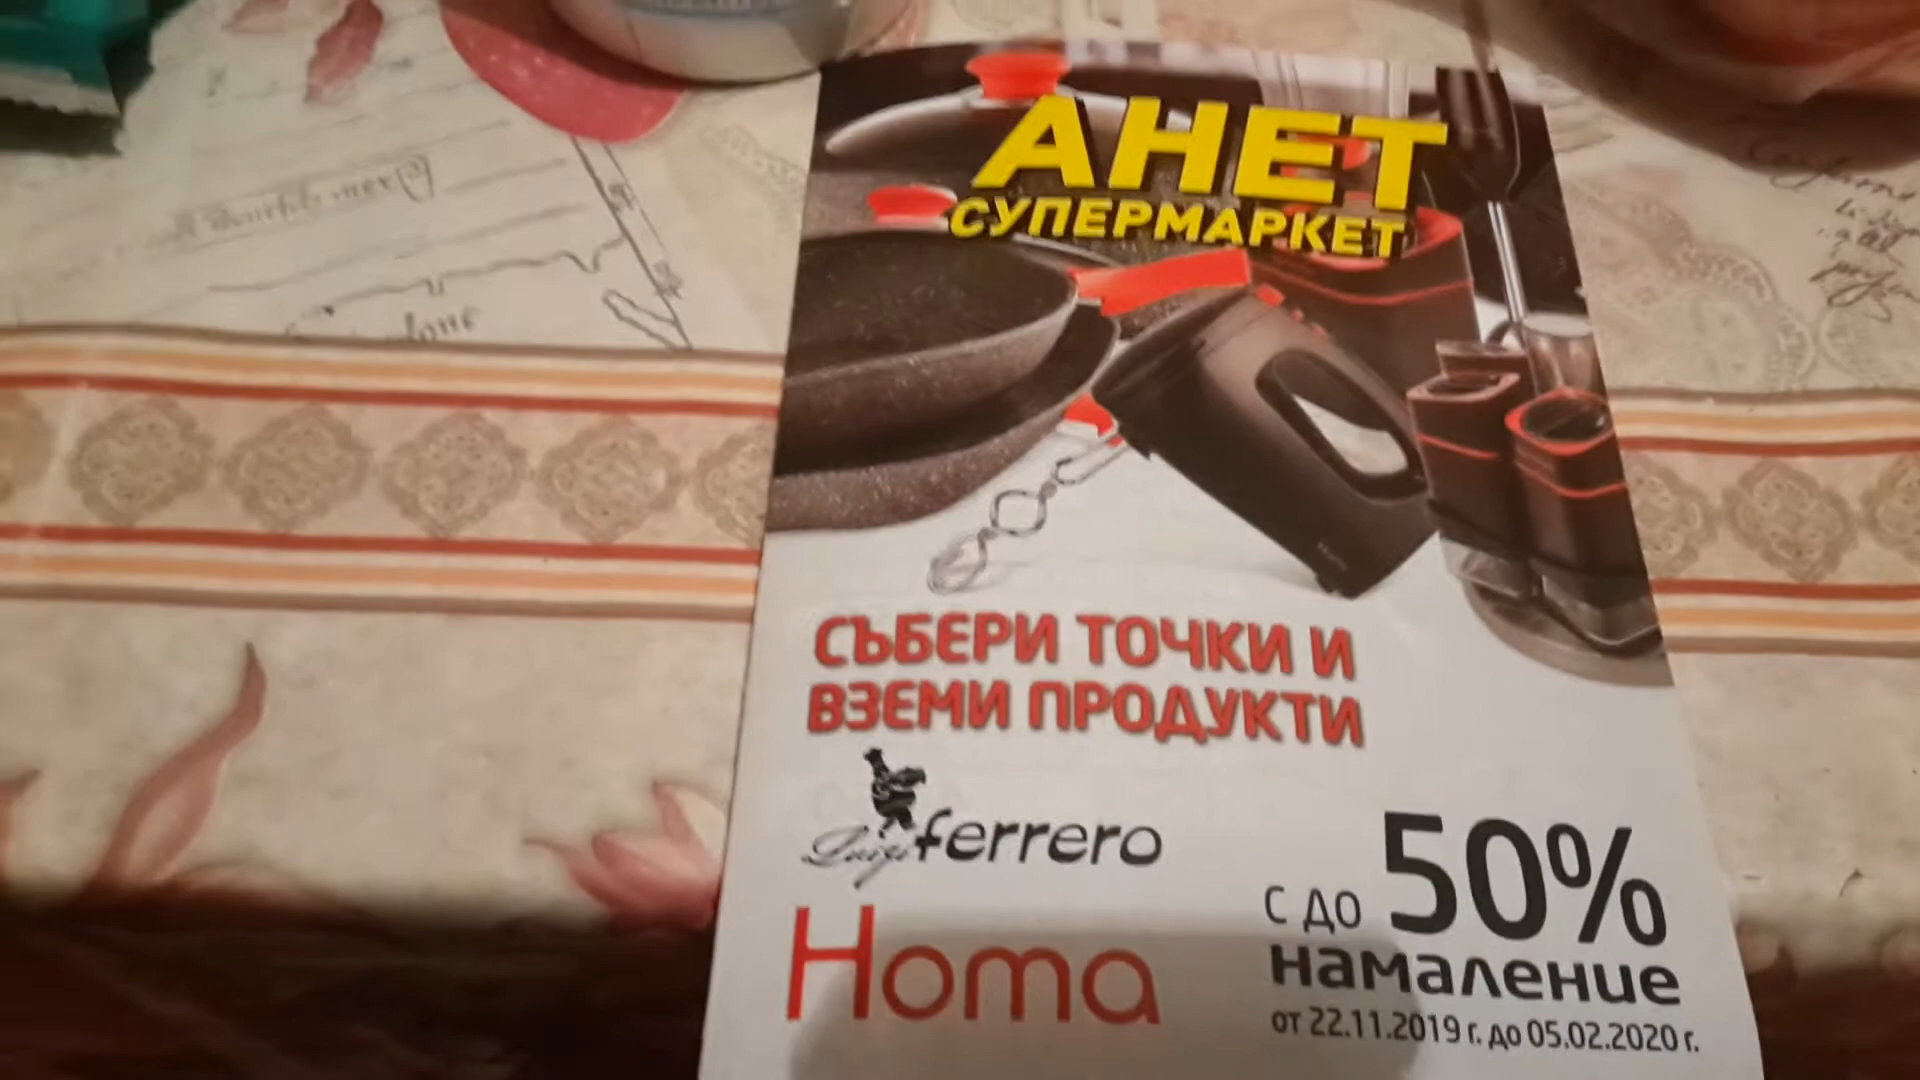 АНЕТ
СУПЕРМАРКЕТ
СЪБЕРИ ТОЧКИ И
ВЗЕМИ ПРОДУКТИ
Luigi ferrero
Homa
с до 50%
намаление
от 22.11.2019 г. до 05.02.2020 г.